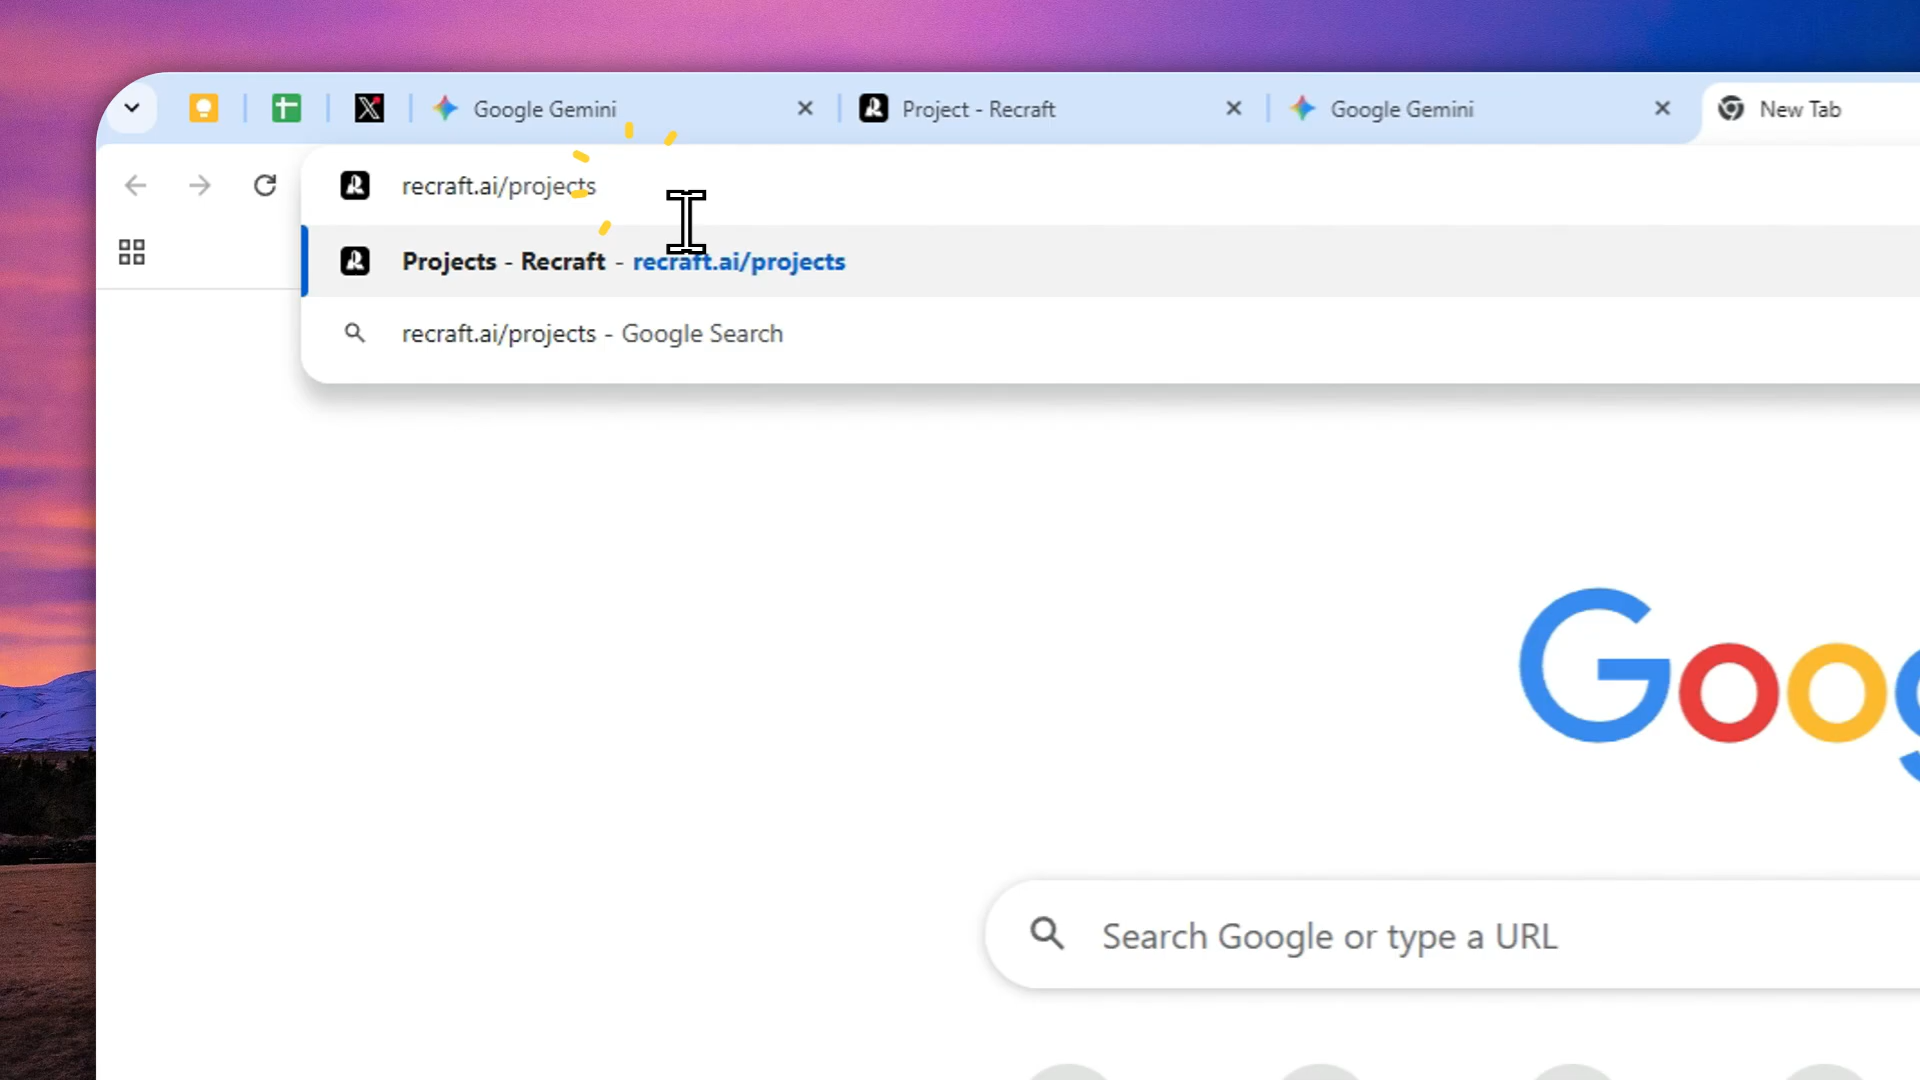 Google Gemini
Project - Recraft
Google Gemini
New Tab
recraft.ai/projects
Projects - Recraft - recraft.ai/projects
recraft.ai/projects - Google Search
Goog
Search Google or type a URL